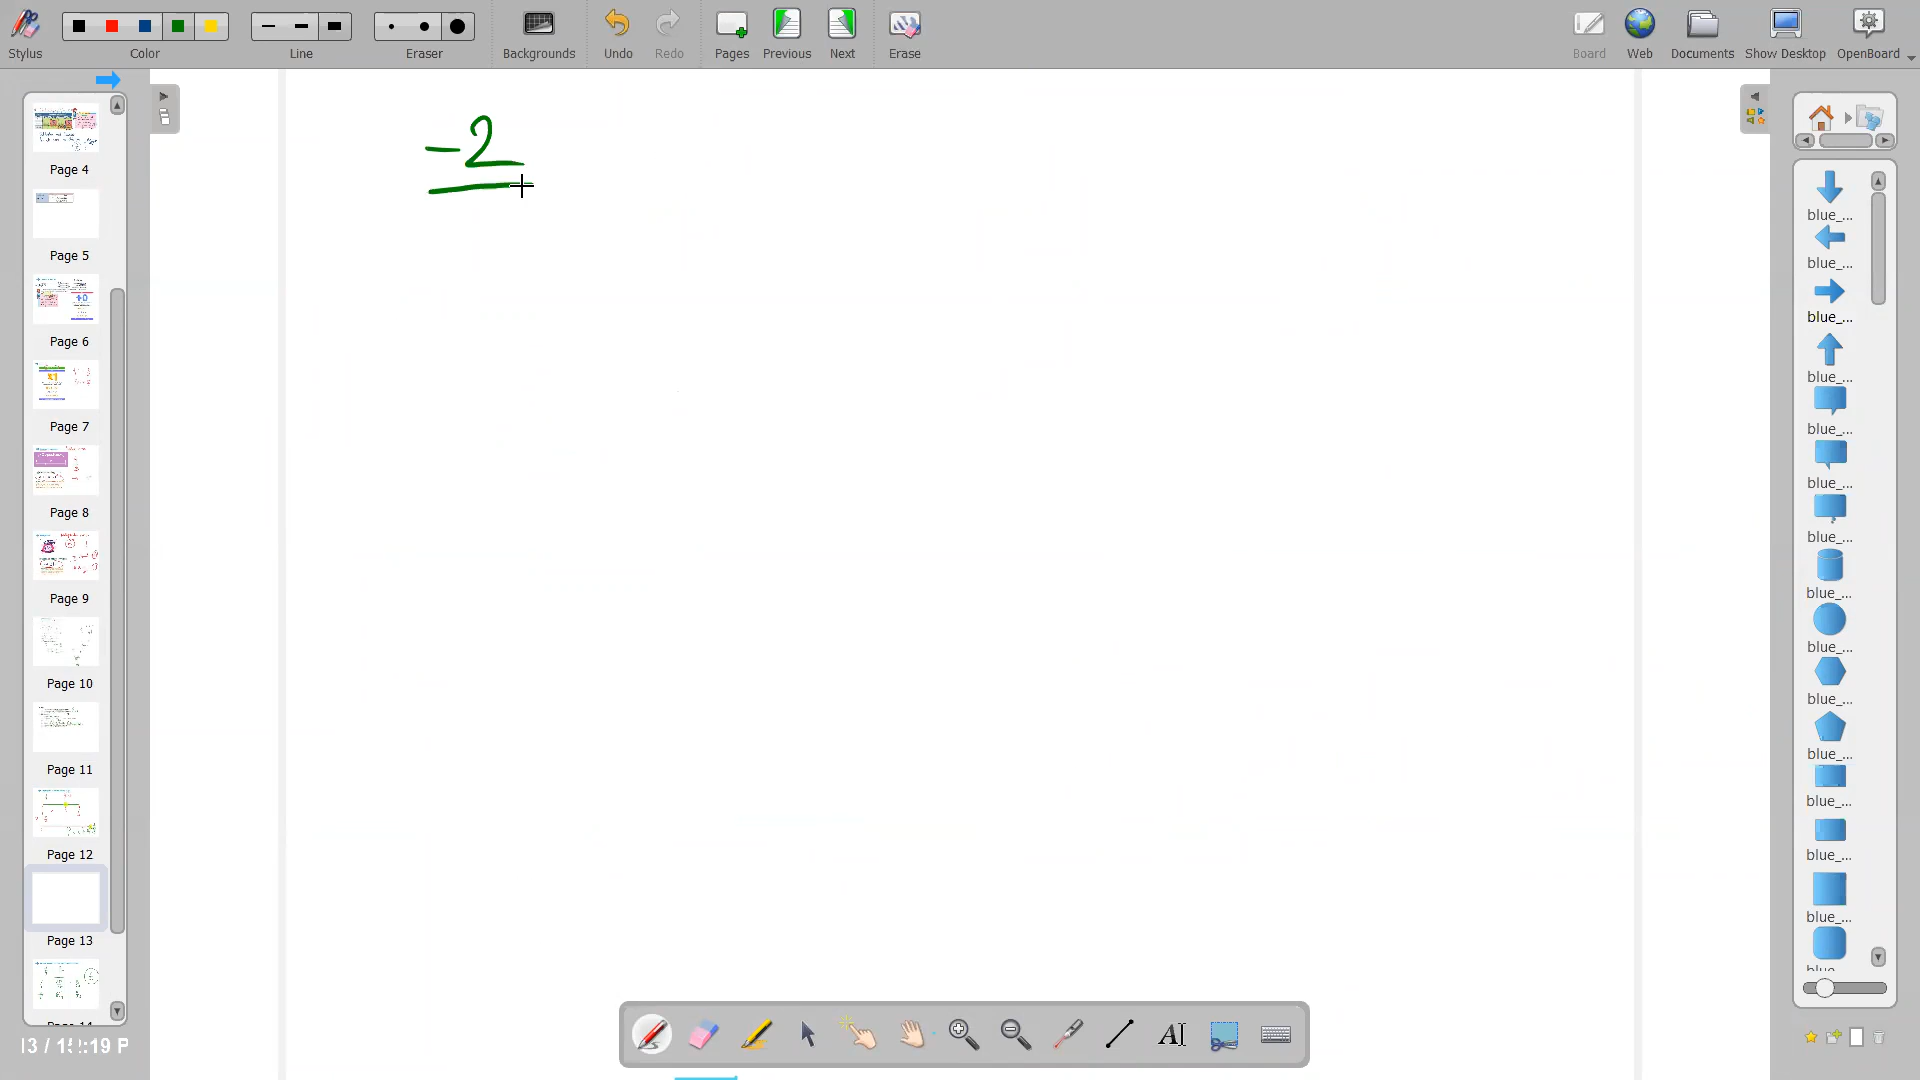 Stylus
Color
Line
Eraser
Backgrounds
Undo
Redo
Pages
Previous
Next
Erase
Board
Web
Documents
Show Desktop
OpenBoard
-2
Page 4
Page 5
Page 6
Page 7
Page 8
Page 9
Page 10
Page 11
Page 12
Page 13
blue_...
blue_...
blue_...
blue_...
blue_...
blue_...
blue_...
blue_...
blue_...
blue_...
blue_...
blue_...
blue_...
blue_...